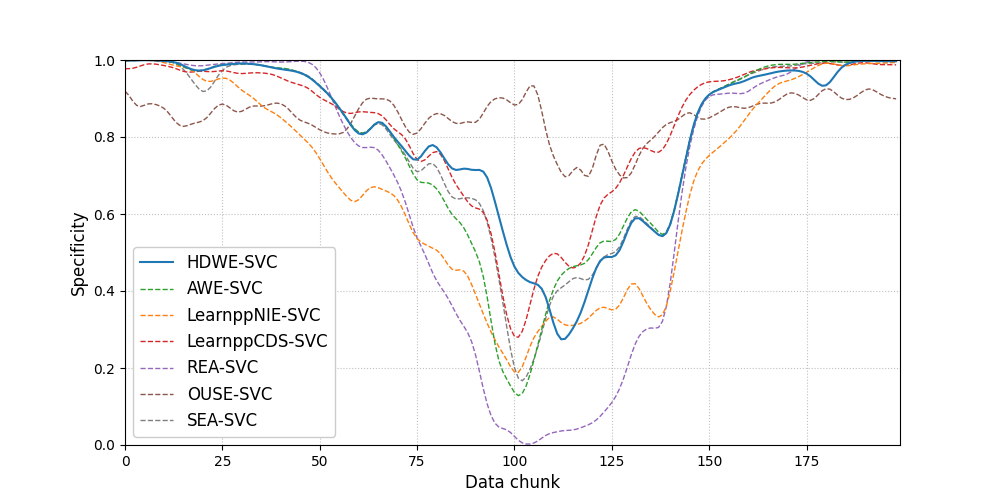 1.0
0.8
0.6
0.4
0.2
0.0
Specificity
HDWE-SVC
AWE-SVC
LearnppNIE-SVC
LearnppCDS-SVC
REA-SVC
OUSE-SVC
SEA-SVC
0 25 50 75 100 125 150 175
Data chunk